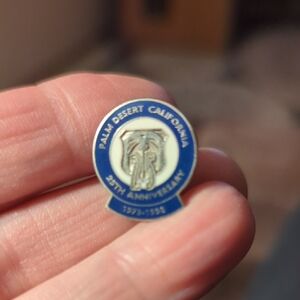 PALM DESERT CALIFORNIA
25TH ANNIVERSARY
1973-1998